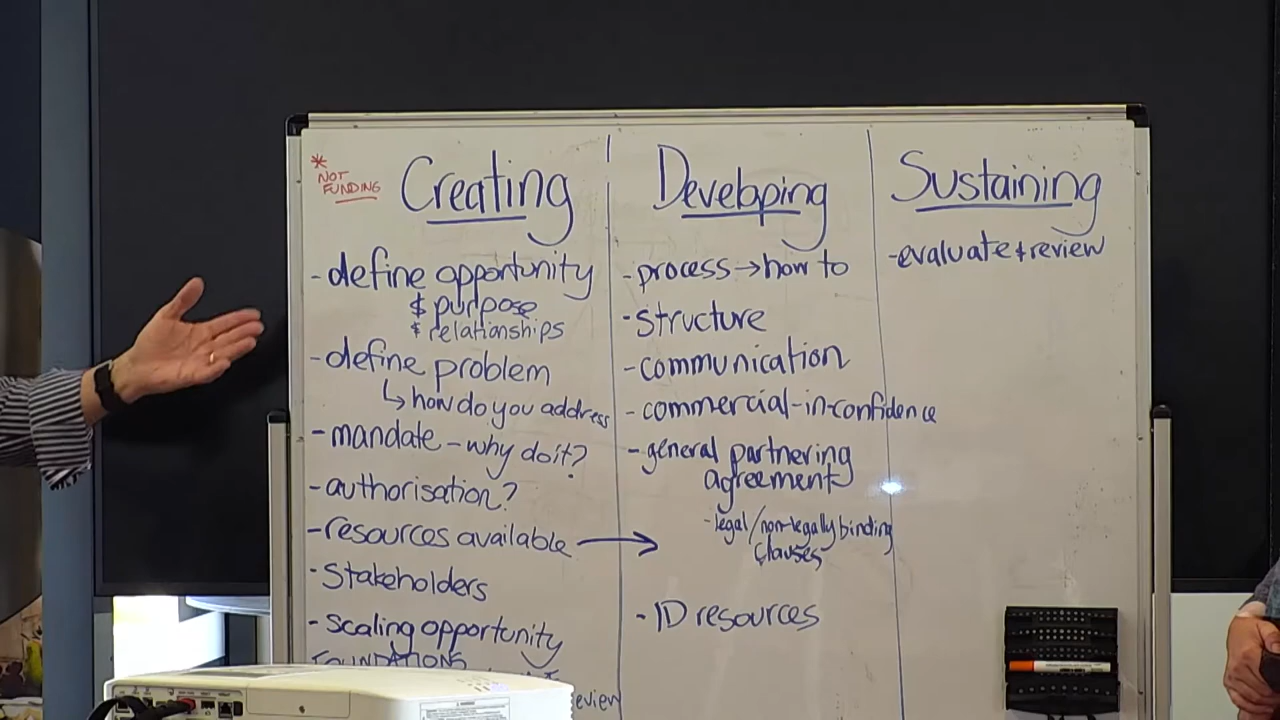 *
NOT
FUNDING
Creating
- define opportunity
& purpose
& relationships
- define problem
↳ how do you address
- mandate - why do it?
- authorisation?
- resources available →
- Stakeholders
- scaling opportunity
FOUNDATIONS
eview
Developing
- process → how to
- structure
- communication
- commercial-in-confidence
- general partnering
agreement
- legal/non-legally binding
clauses
- ID resources
Sustaining
- evaluate + review